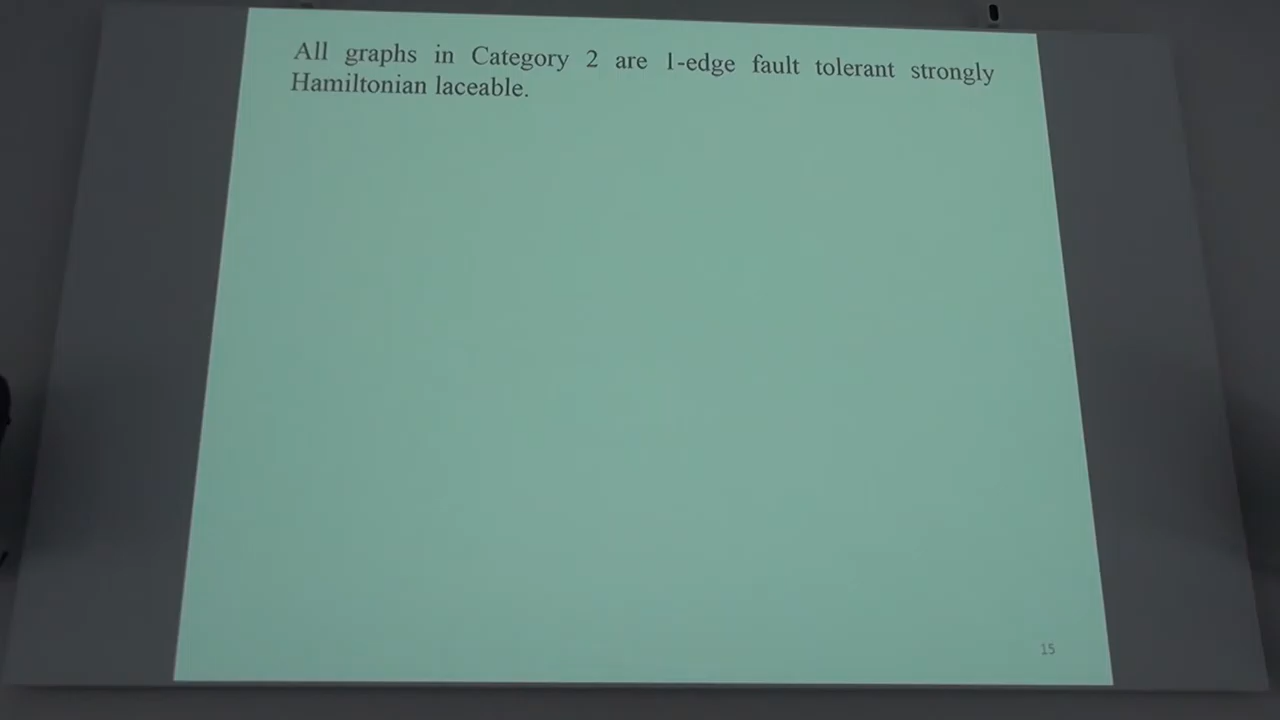 All graphs in Category 2 are 1-edge fault tolerant strongly
Hamiltonian laceable.
15